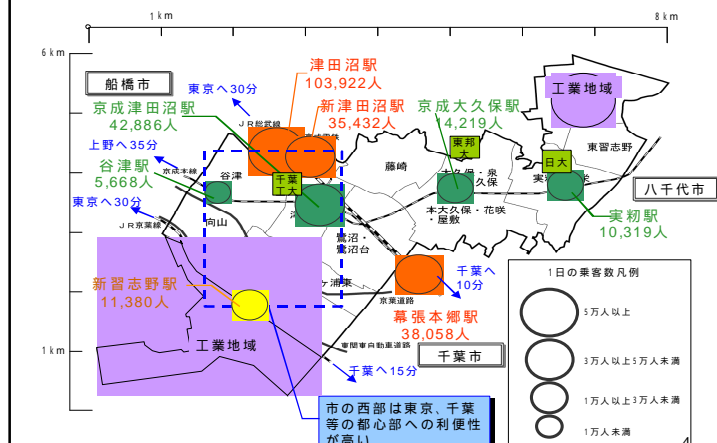 1km
8km
6km
船橋市
東京へ30分
津田沼駅
103,922人
工業地域
京成津田沼駅
42,886人
JR総武線
新津田沼駅
35,432人
京成大久保駅
14,219人
上野へ35分
東邦
大
東習志野
谷津駅
5,668人
京成本線
谷津
千葉
工大
藤崎
日大
八千代市
東京へ30分
JR京葉線
向山
本大久保・花咲
・屋敷
実籾駅
10,319人
鷺沼・
鷺沼台
新習志野駅
11,380人
ヶ浦東
千葉へ
10分
京葉道路
幕張本郷駅
38,058人
工業地域
東関東自動車道路
千葉市
千葉へ15分
1km
1日の乗客数凡例
5万人以上
3万人以上5万人未満
1万人以上3万人未満
1万人未満
市の西部は東京、千葉
等の都心部への利便性
が高い